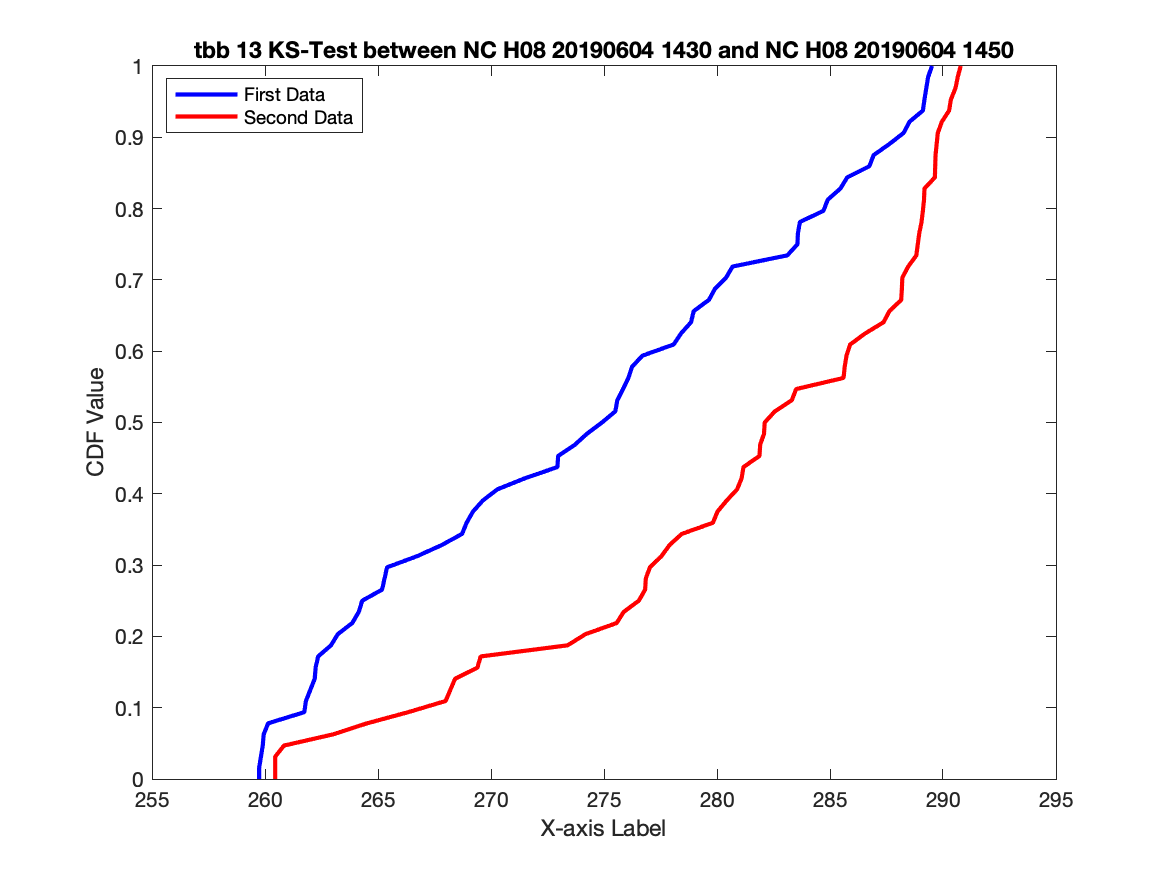 tbb 13 KS-Test between NC H08 20190604 1430 and NC H08 20190604 1450
First Data
Second Data
1
0.9
0.8
0.7
0.6
0.5
0.4
0.3
0.2
0.1
0
CDF Value
255 260 265 270 275 280 285 290 295
X-axis Label